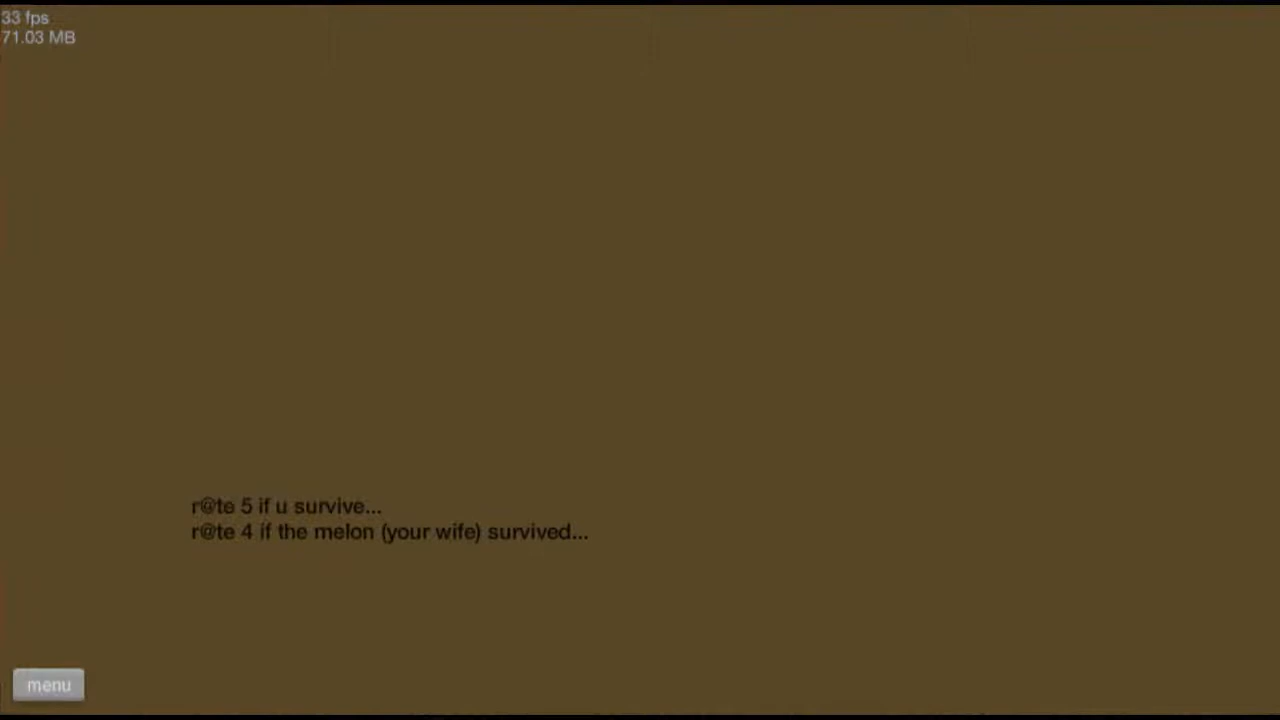 33 fps
71.03 MB
r@te 5 if u survive...
r@te 4 if the melon (your wife) survived...
menu